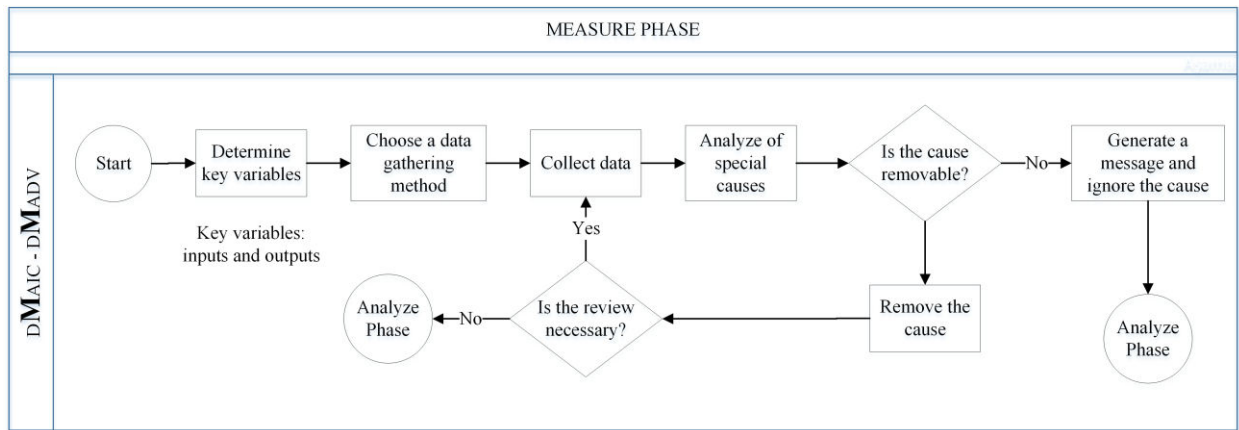 MEASURE PHASE
DMAIC - DMADV
Start
Determine
key variables
Choose a data
gathering
method
Collect data
Analyze of
special
causes
Is the cause
removable?
No
Generate a
message and
ignore the cause
Key variables:
inputs and outputs
Yes
Analyze
Phase
No
Is the review
necessary?
Remove the
cause
Analyze
Phase